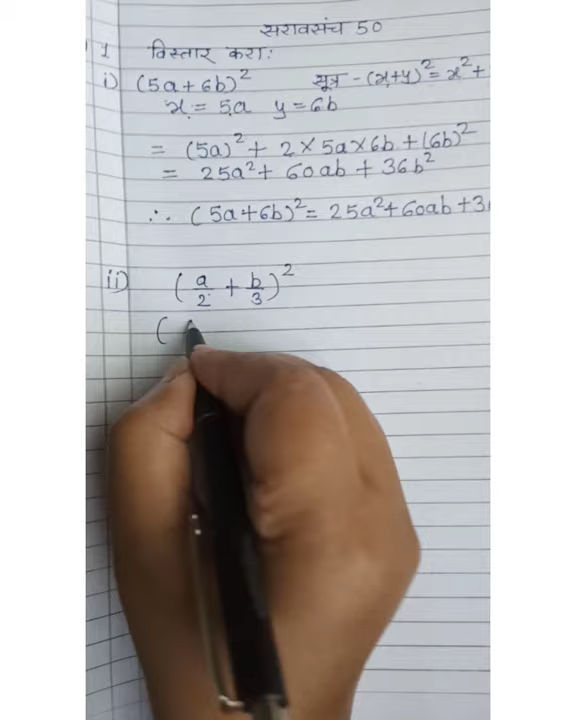 सरावसंच 50
1 विस्तार करा:
i) (5a + 6b)² सूत्र - (x+y)² = x² +
x = 5a y = 6b
= (5a)² + 2 × 5a × 6b + (6b)²
= 25a² + 60ab + 36b²
∴ (5a+6b)² = 25a² + 60ab + 3
ii) (a/2 + b/3)²
(